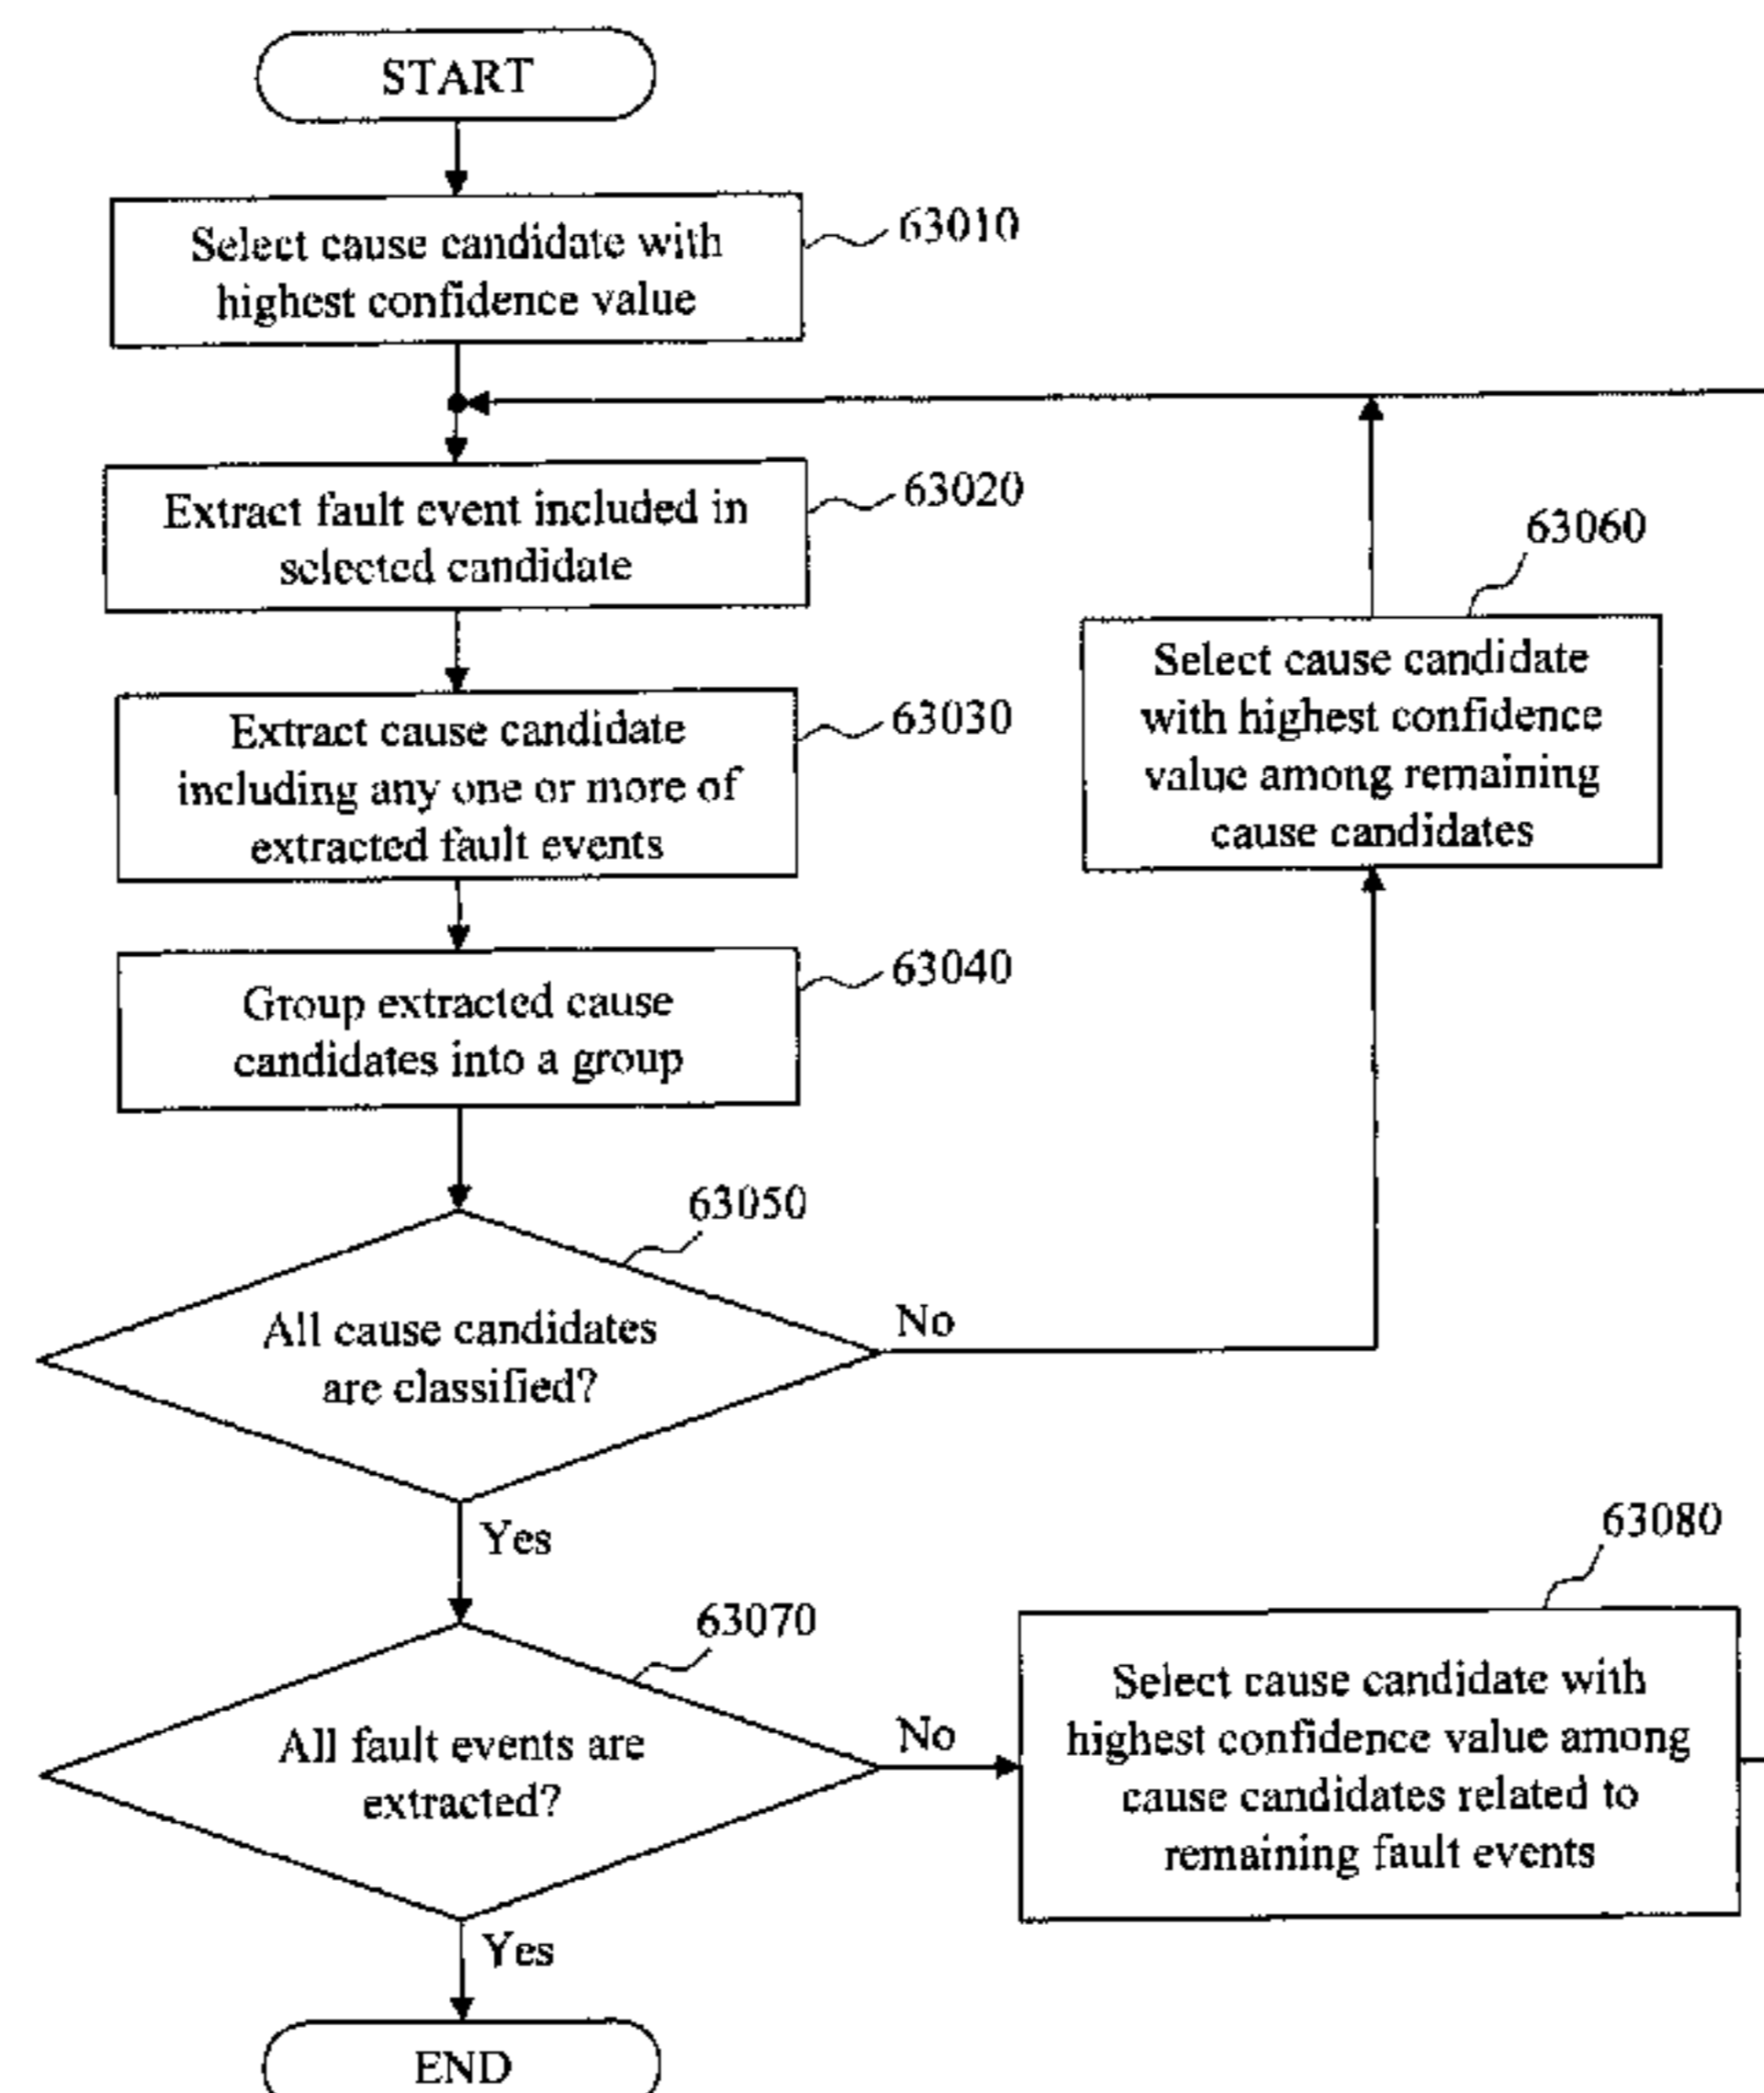 START
63010
Select cause candidate with
highest confidence value
63020
Extract fault event included in
selected candidate
63060
Select cause candidate
with highest confidence
value among remaining
cause candidates
63030
Extract cause candidate
including any one or more of
extracted fault events
63040
Group extracted cause
candidates into a group
63050
All cause candidates
are classified?
No
Yes
63070
All fault events are
extracted?
No
63080
Select cause candidate with
highest confidence value among
cause candidates related to
remaining fault events
Yes
END